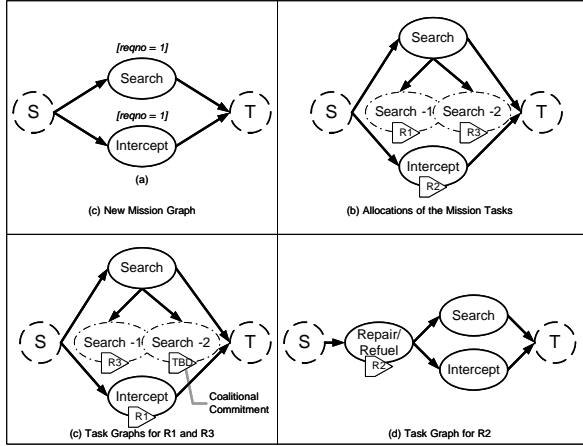 [reqno = 1]
Search
S
T
[reqno = 1]
Intercept
(a)
(c) New Mission Graph
Search
S
T
Search -1
Search -2
R1
R3
Intercept
R2
(b) Allocations of the Mission Tasks
Search
S
T
Search -1
Search -2
R3
TBD
Intercept
R1
Coalitional
Commitment
(c) Task Graphs for R1 and R3
Search
S
Repair/
Refuel
T
R2
Intercept
(d) Task Graph for R2